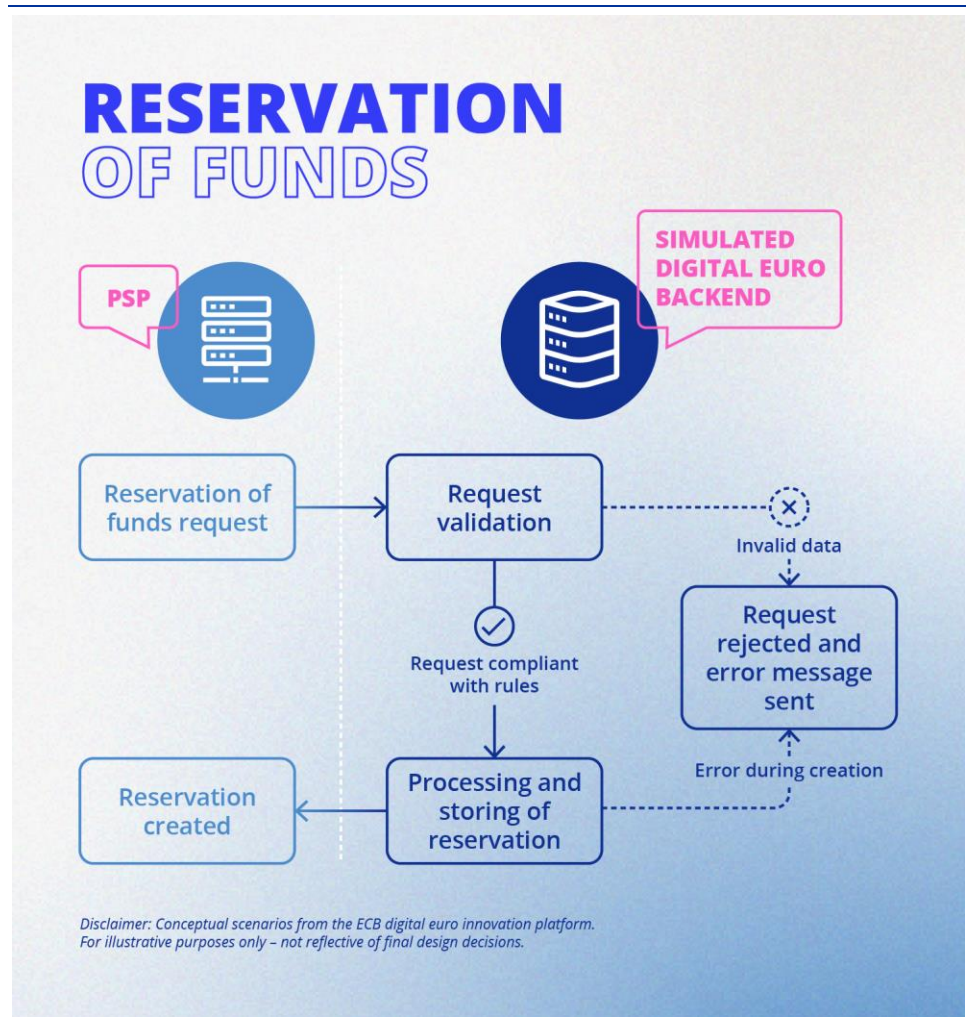 RESERVATION
OF FUNDS
PSP
SIMULATED
DIGITAL EURO
BACKEND
Reservation of
funds request
Request
validation
Invalid data
Request
rejected and
error message
sent
Request compliant
with rules
Error during creation
Reservation
created
Processing and
storing of
reservation
Disclaimer: Conceptual scenarios from the ECB digital euro innovation platform.
For illustrative purposes only – not reflective of final design decisions.